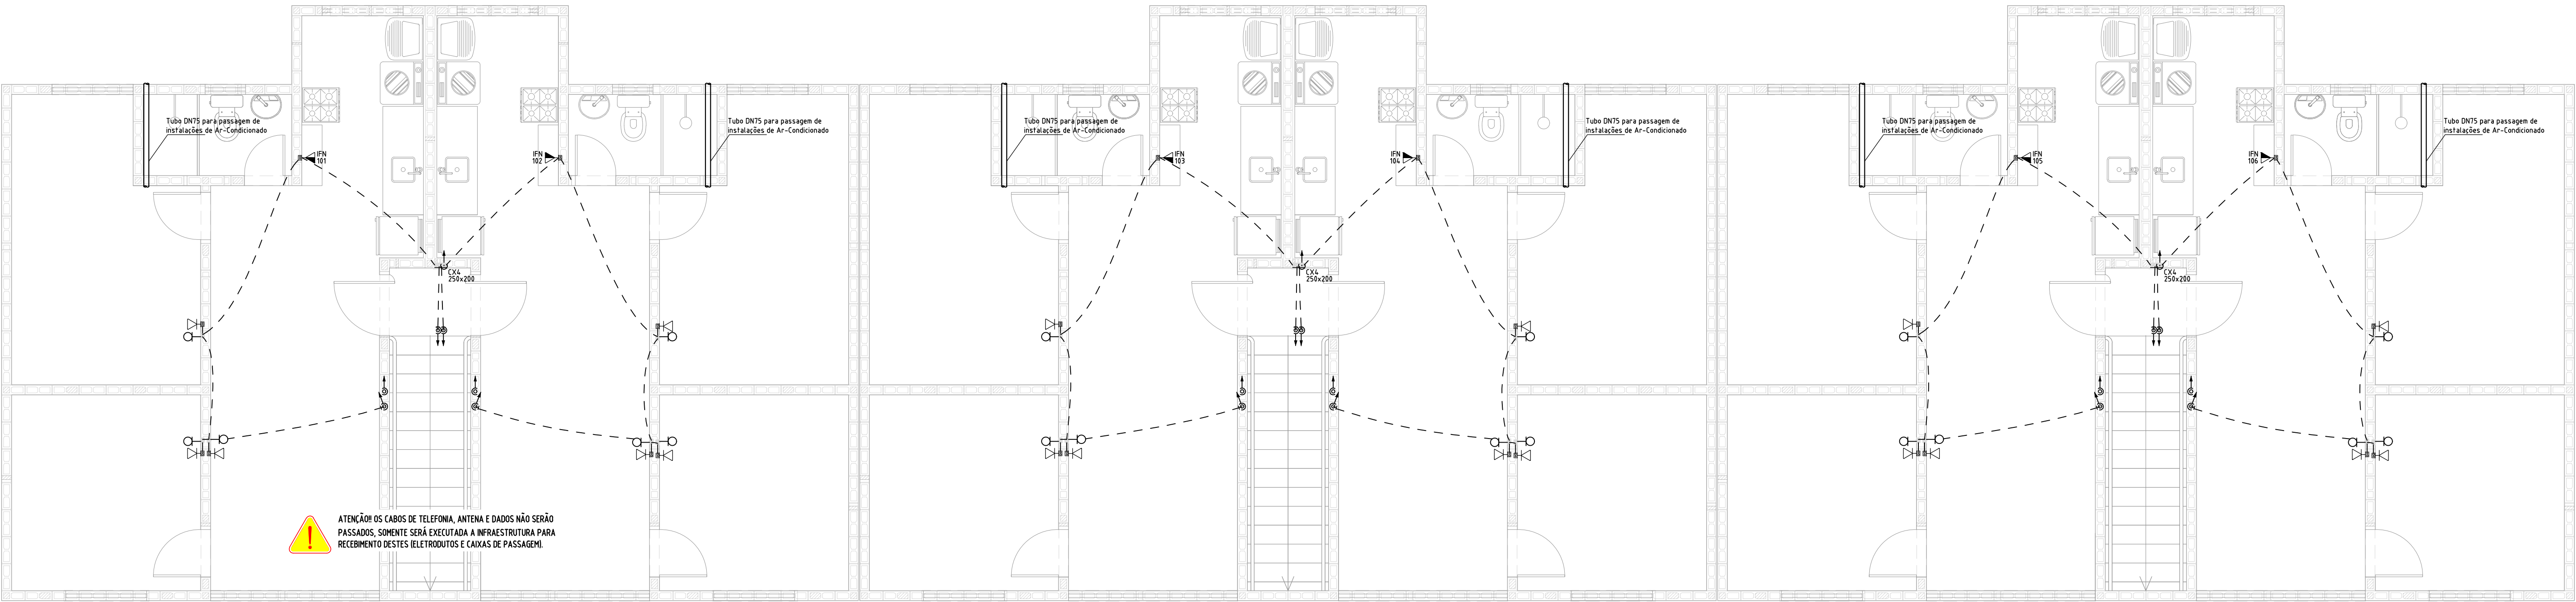 Tubo DN75 para passagem de
instalações de Ar-Condicionado
IFN
101
IFN
102
Tubo DN75 para passagem de
instalações de Ar-Condicionado
CX4
250x200
ATENÇÃO!! OS CABOS DE TELEFONIA, ANTENA E DADOS NÃO SERÃO
PASSADOS, SOMENTE SERÁ EXECUTADA A INFRAESTRUTURA PARA
RECEBIMENTO DESTES (ELETRODUTOS E CAIXAS DE PASSAGEM).
Tubo DN75 para passagem de
instalações de Ar-Condicionado
IFN
103
IFN
104
Tubo DN75 para passagem de
instalações de Ar-Condicionado
CX4
250x200
Tubo DN75 para passagem de
instalações de Ar-Condicionado
IFN
105
IFN
106
Tubo DN75 para passagem de
instalações de Ar-Condicionado
CX4
250x200